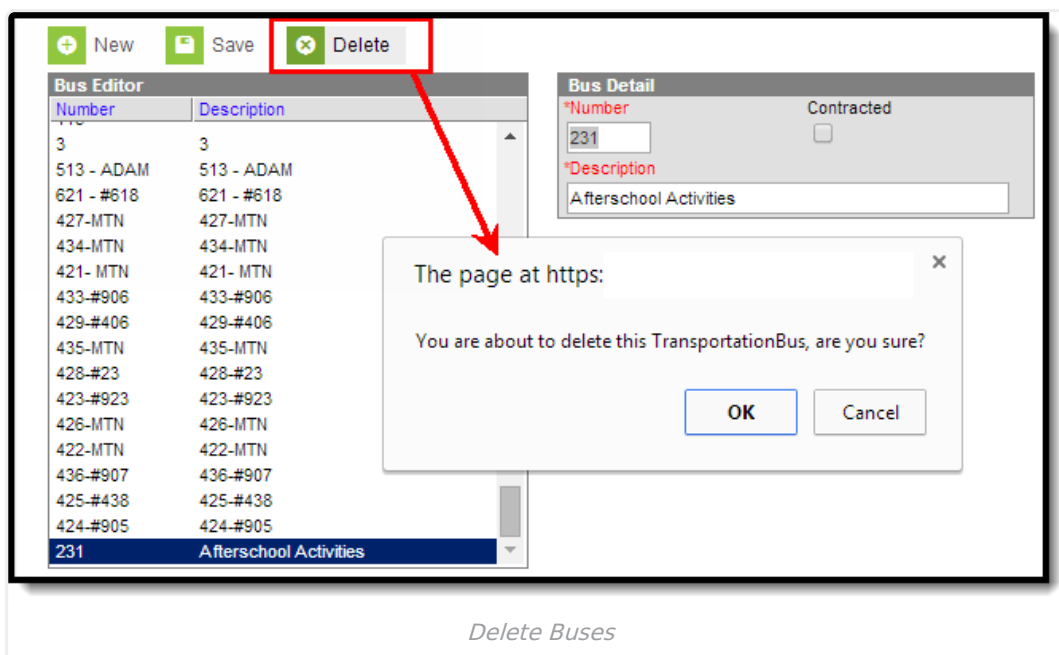 New Save Delete
Bus Editor
Number Description
3 3
513 - ADAM 513 - ADAM
621 - #618 621 - #618
427-MTN 427-MTN
434-MTN 434-MTN
421- MTN 421- MTN
433-#906 433-#906
429-#406 429-#406
435-MTN 435-MTN
428-#23 428-#23
423-#923 423-#923
426-MTN 426-MTN
422-MTN 422-MTN
436-#907 436-#907
425-#438 425-#438
424-#905 424-#905
231 Afterschool Activities
Bus Detail
*Number Contracted
231
*Description
Afterschool Activities
The page at https:
You are about to delete this TransportationBus, are you sure?
OK Cancel
Delete Buses